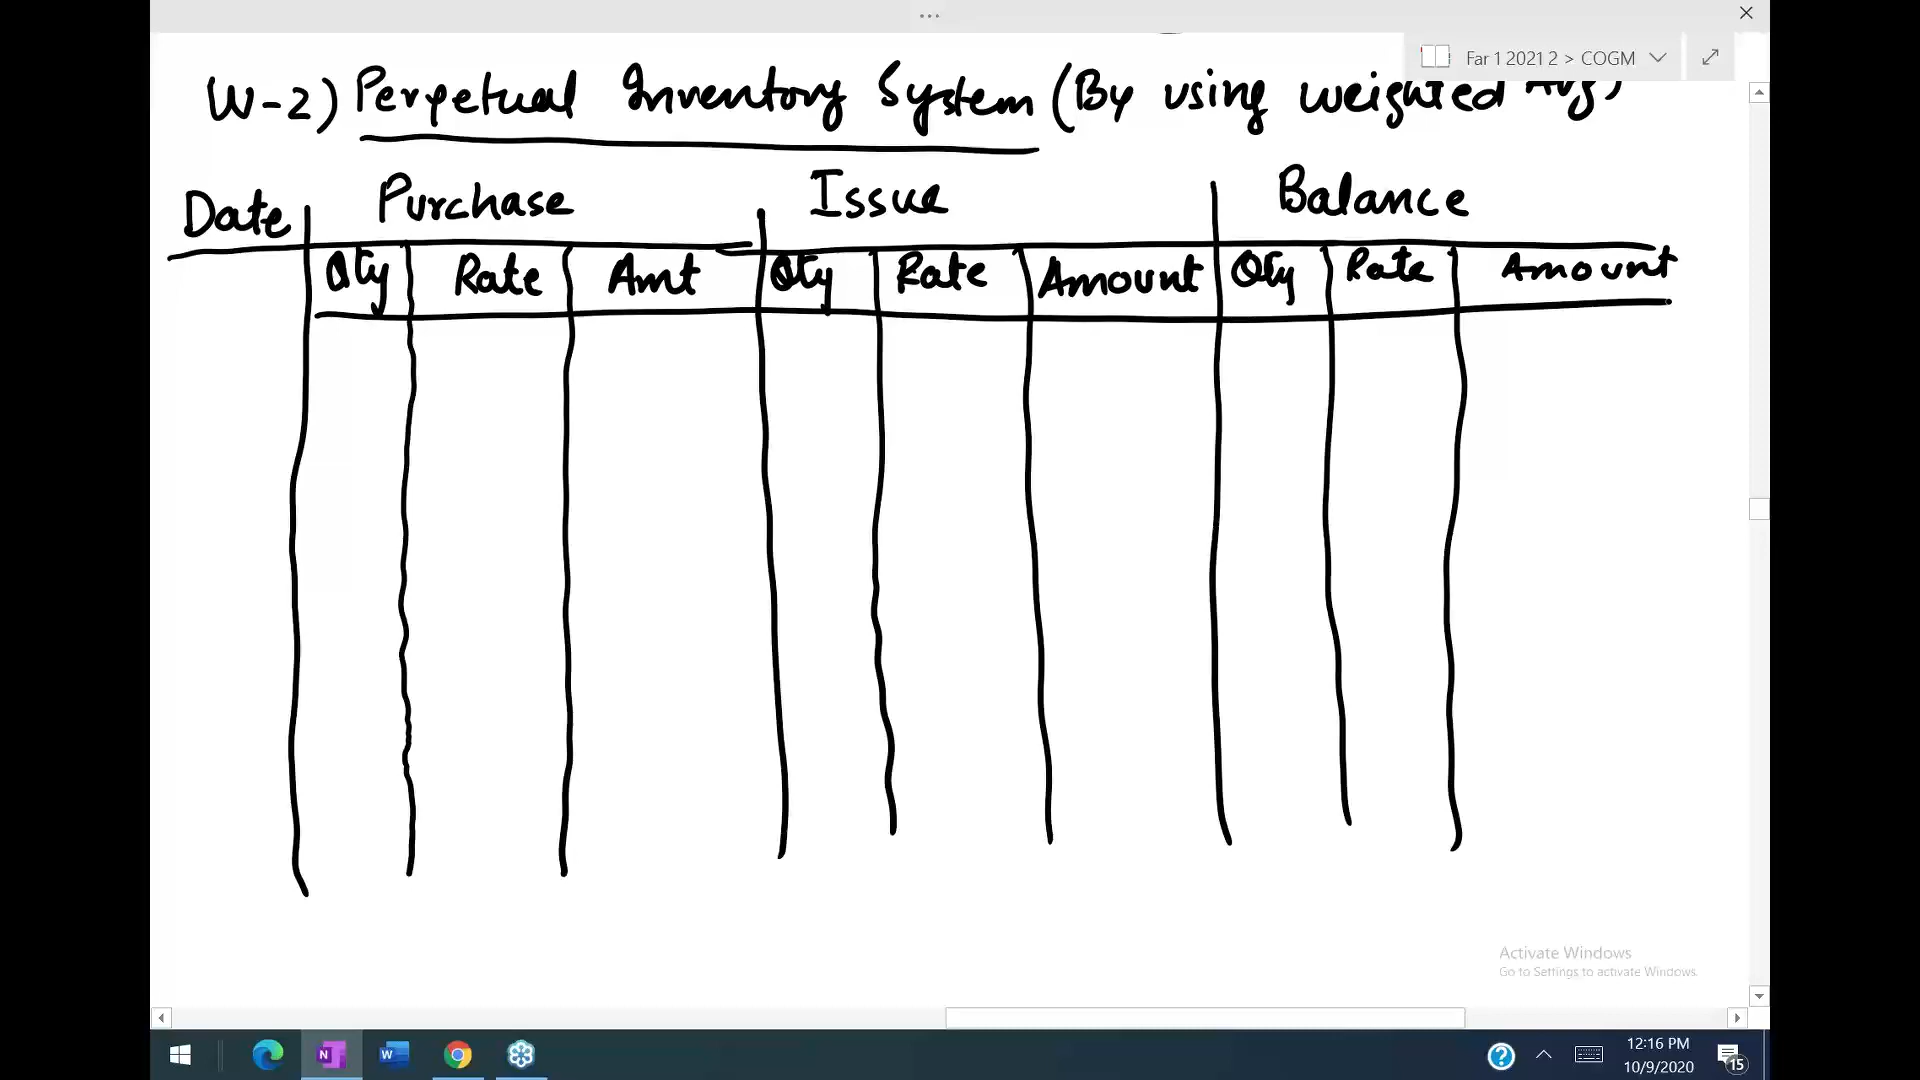 Far 1 2021 2 > COGM
W-2) Perpetual Inventory System (By using weighted Avg)
Date Purchase Issue Balance
Qty Rate Amt Qty Rate Amount Qty Rate Amount
Activate Windows
Go to Settings to activate Windows.
12:16 PM
10/9/2020
15